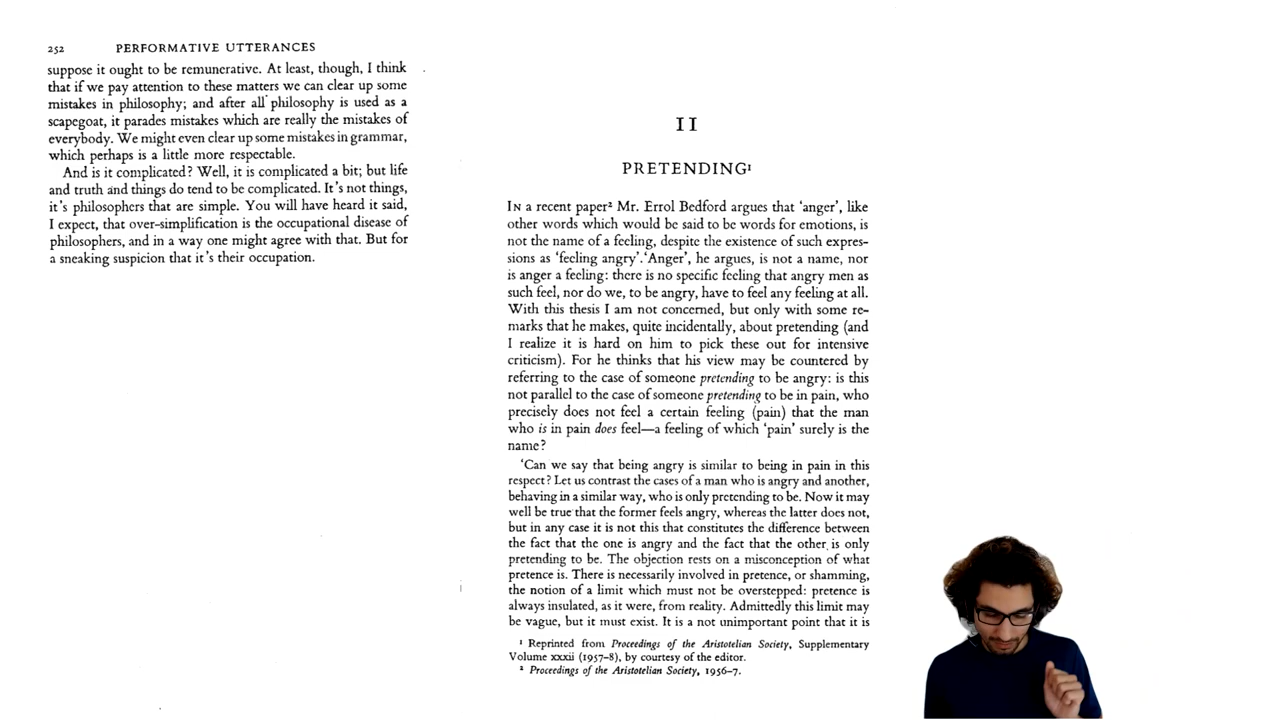 252 PERFORMATIVE UTTERANCES
suppose it ought to be remunerative. At least, though, I think
that if we pay attention to these matters we can clear up some
mistakes in philosophy; and after all philosophy is used as a
scapegoat, it parades mistakes which are really the mistakes of
everybody. We might even clear up some mistakes in grammar,
which perhaps is a little more respectable.
And is it complicated? Well, it is complicated a bit; but life
and truth and things do tend to be complicated. It's not things,
it's philosophers that are simple. You will have heard it said,
I expect, that over-simplification is the occupational disease of
philosophers, and in a way one might agree with that. But for
a sneaking suspicion that it's their occupation.
II
PRETENDING¹
IN a recent paper² Mr. Errol Bedford argues that 'anger', like
other words which would be said to be words for emotions, is
not the name of a feeling, despite the existence of such expres-
sions as 'feeling angry'. 'Anger', he argues, is not a name, nor
is anger a feeling: there is no specific feeling that angry men as
such feel, nor do we, to be angry, have to feel any feeling at all.
With this thesis I am not concerned, but only with some re-
marks that he makes, quite incidentally, about pretending (and
I realize it is hard on him to pick these out for intensive
criticism). For he thinks that his view may be countered by
referring to the case of someone pretending to be angry: is this
not parallel to the case of someone pretending to be in pain, who
precisely does not feel a certain feeling (pain) that the man
who is in pain does feel—a feeling of which 'pain' surely is the
name?
'Can we say that being angry is similar to being in pain in this
respect? Let us contrast the cases of a man who is angry and another,
behaving in a similar way, who is only pretending to be. Now it may
well be true that the former feels angry, whereas the latter does not,
but in any case it is not this that constitutes the difference between
the fact that the one is angry and the fact that the other is only
pretending to be. The objection rests on a misconception of what
pretence is. There is necessarily involved in pretence, or shamming,
the notion of a limit which must not be overstepped: pretence is
always insulated, as it were, from reality. Admittedly this limit may
be vague, but it must exist. It is a not unimportant point that it is
¹ Reprinted from Proceedings of the Aristotelian Society, Supplementary
Volume xxxii (1957–8), by courtesy of the editor.
² Proceedings of the Aristotelian Society, 1956–7.